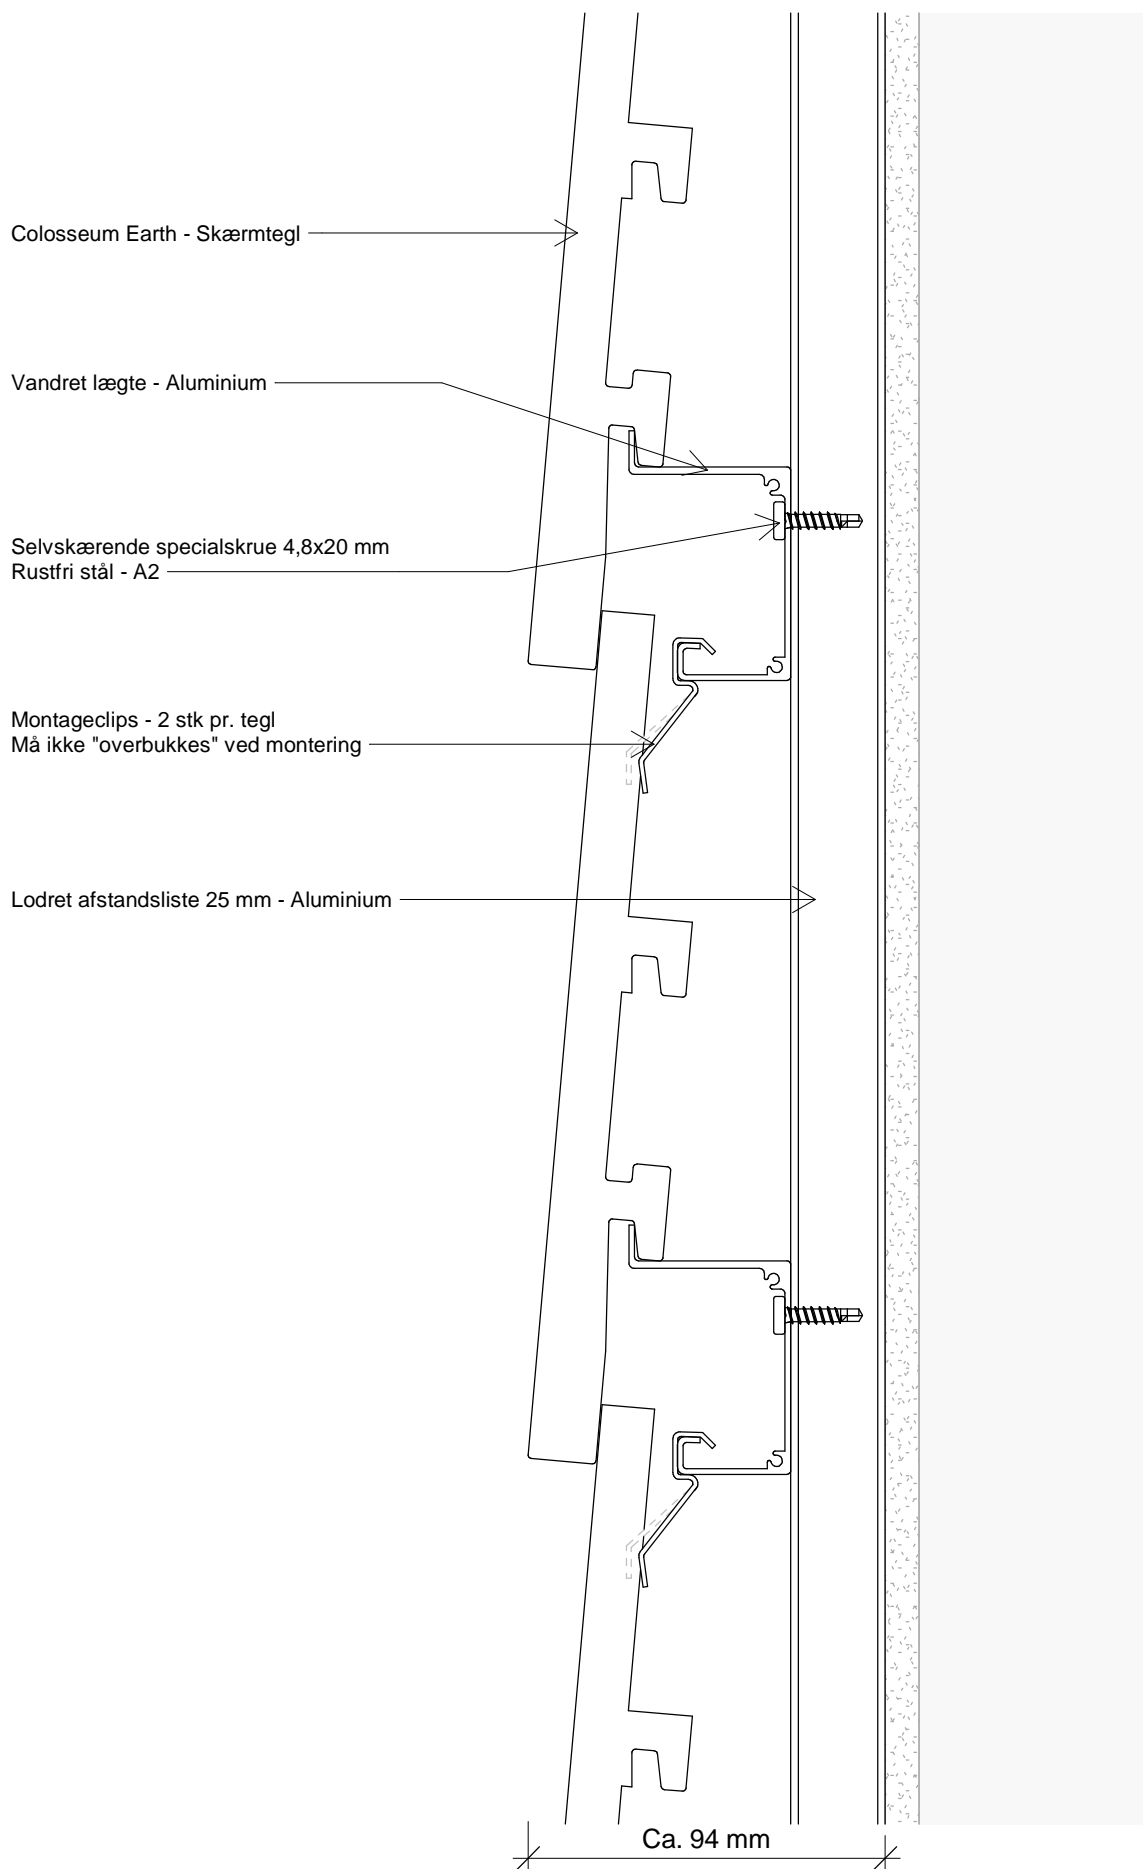 Colosseum Earth - Skærmtegl
Vandret lægte - Aluminium
Selvskærende specialskrue 4,8x20 mm
Rustfri stål - A2
Montageclips - 2 stk pr. tegl
Må ikke "overbukkes" ved montering
Lodret afstandsliste 25 mm - Aluminium
Ca. 94 mm